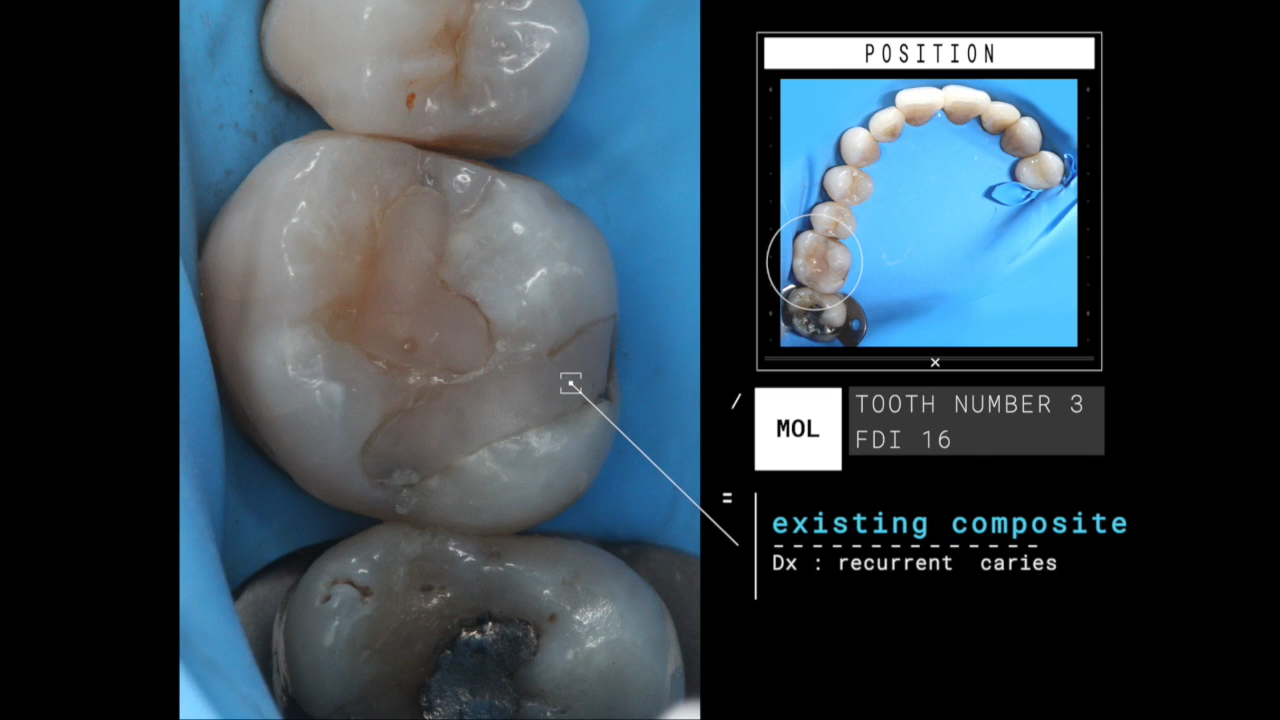 POSITION
×
MOL
TOOTH NUMBER 3
FDI 16
existing composite
Dx : recurrent caries